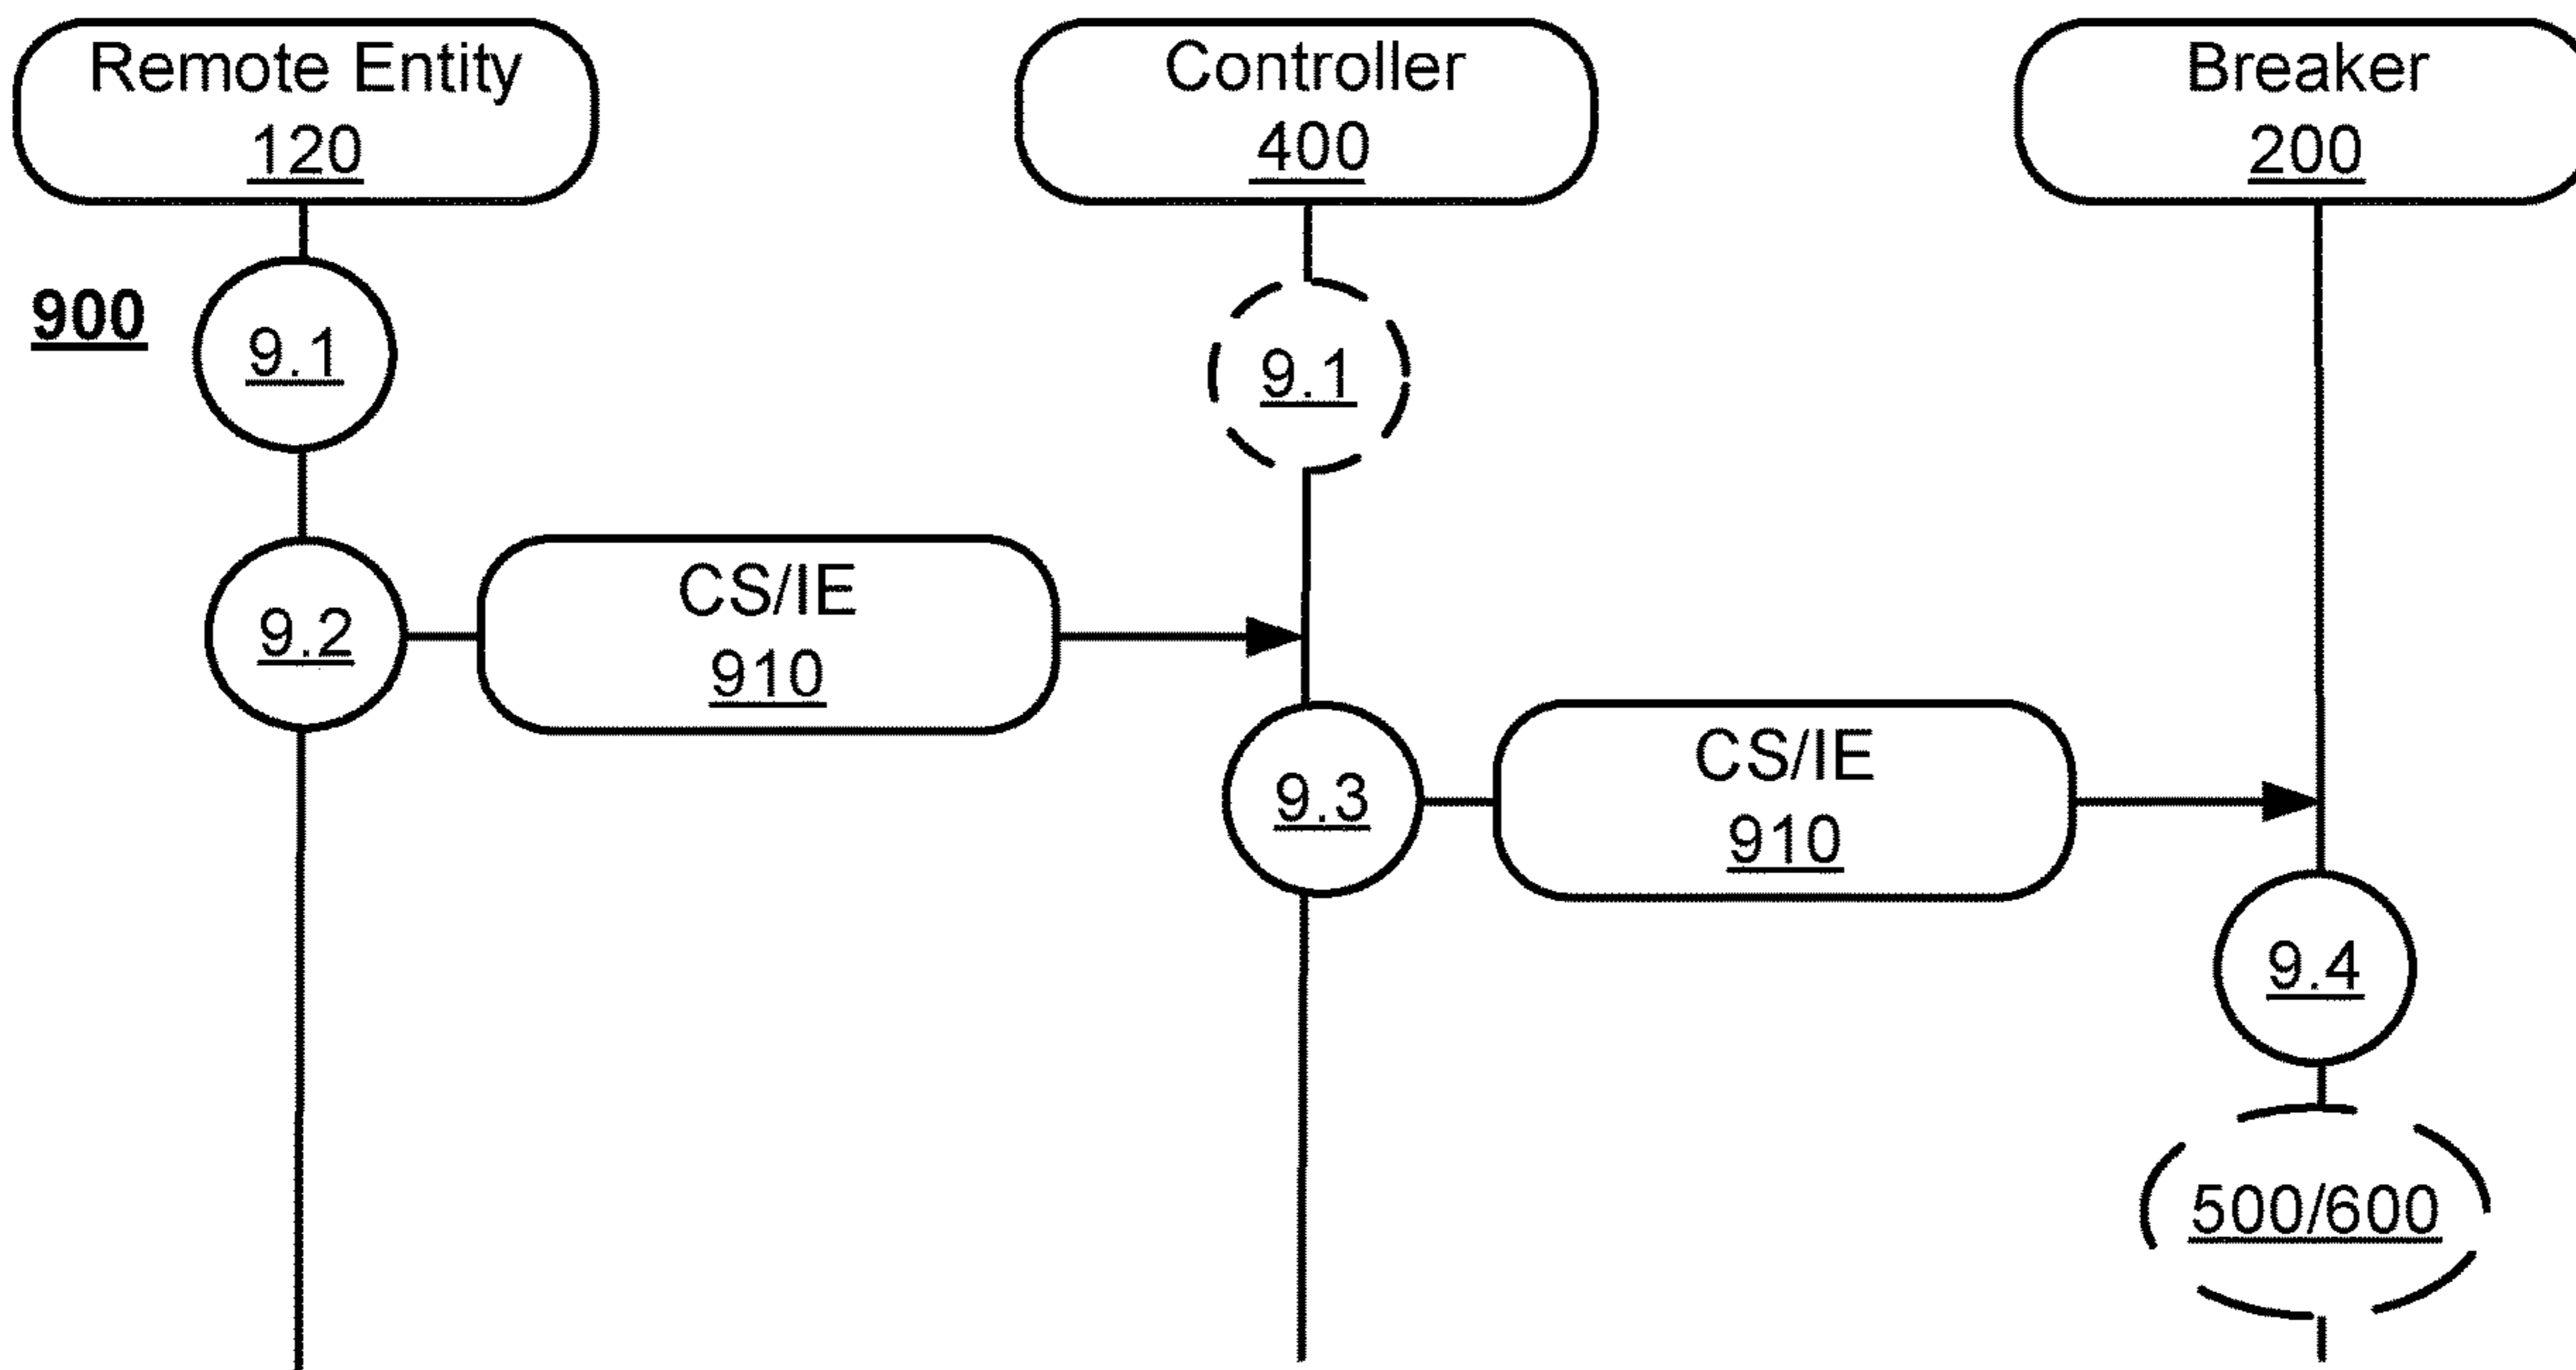 Remote Entity
120
Controller
400
Breaker
200
900
9.1
9.1
9.2
CS/IE
910
9.3
CS/IE
910
9.4
500/600